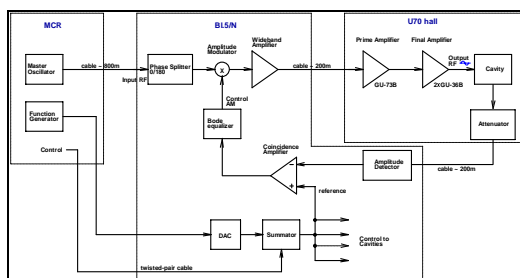 MCR
BI.5/N
U70 hall
Master
Oscillator
cable ~ 800m
Input RF
Phase Splitter
0/180
Amplitude
Modulator
X
Wideband
Amplifier
cable ~ 200m
Prime Amplifier
GU-73B
Final Amplifier
2xGU-36B
Output
RF
Cavity
Attenuator
Function
Generator
Control
Control
AM
Bode
equalizer
Coincidence
Amplifier
−
+
Amplitude
Detector
cable ~ 200m
reference
DAC
Summator
Control to
Cavities
twisted-pair cable